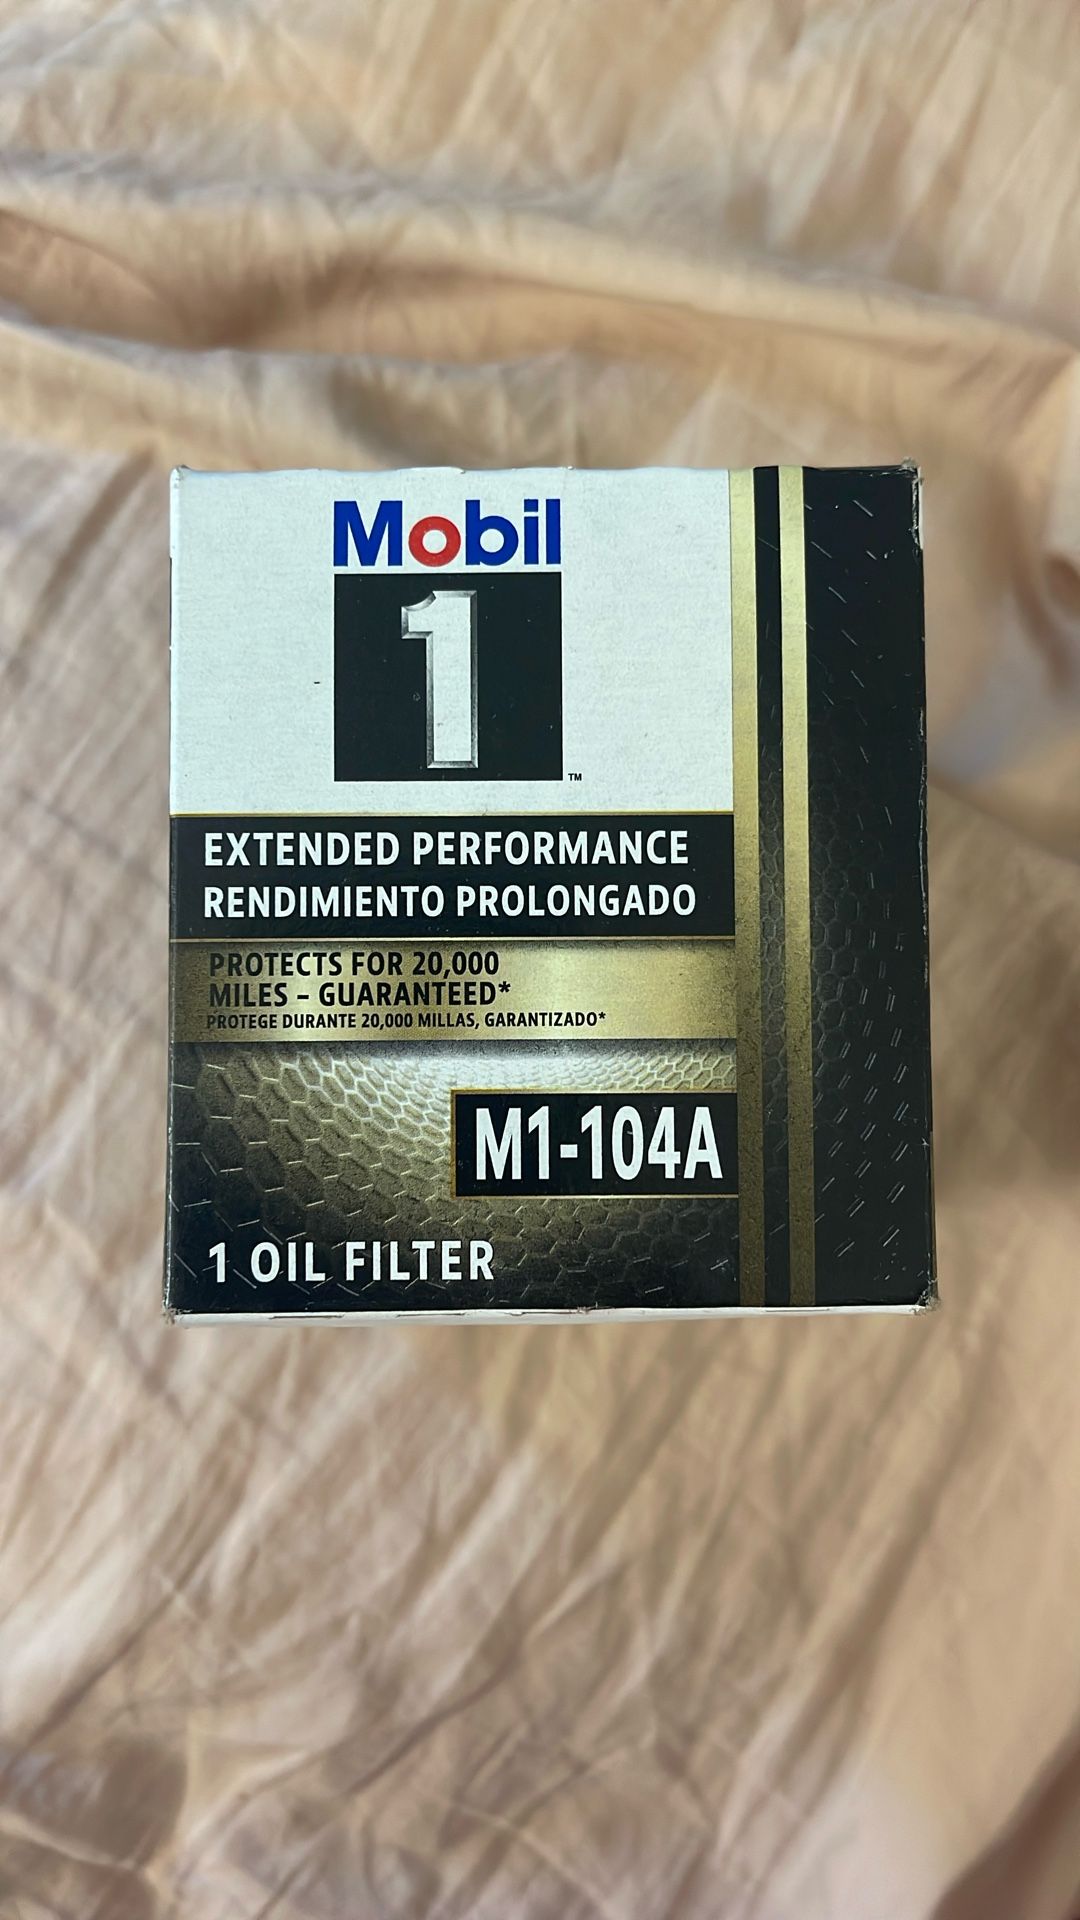 Mobil
1
TM
EXTENDED PERFORMANCE
RENDIMIENTO PROLONGADO
PROTECTS FOR 20,000
MILES – GUARANTEED*
PROTEGE DURANTE 20,000 MILLAS, GARANTIZADO*
M1-104A
1 OIL FILTER